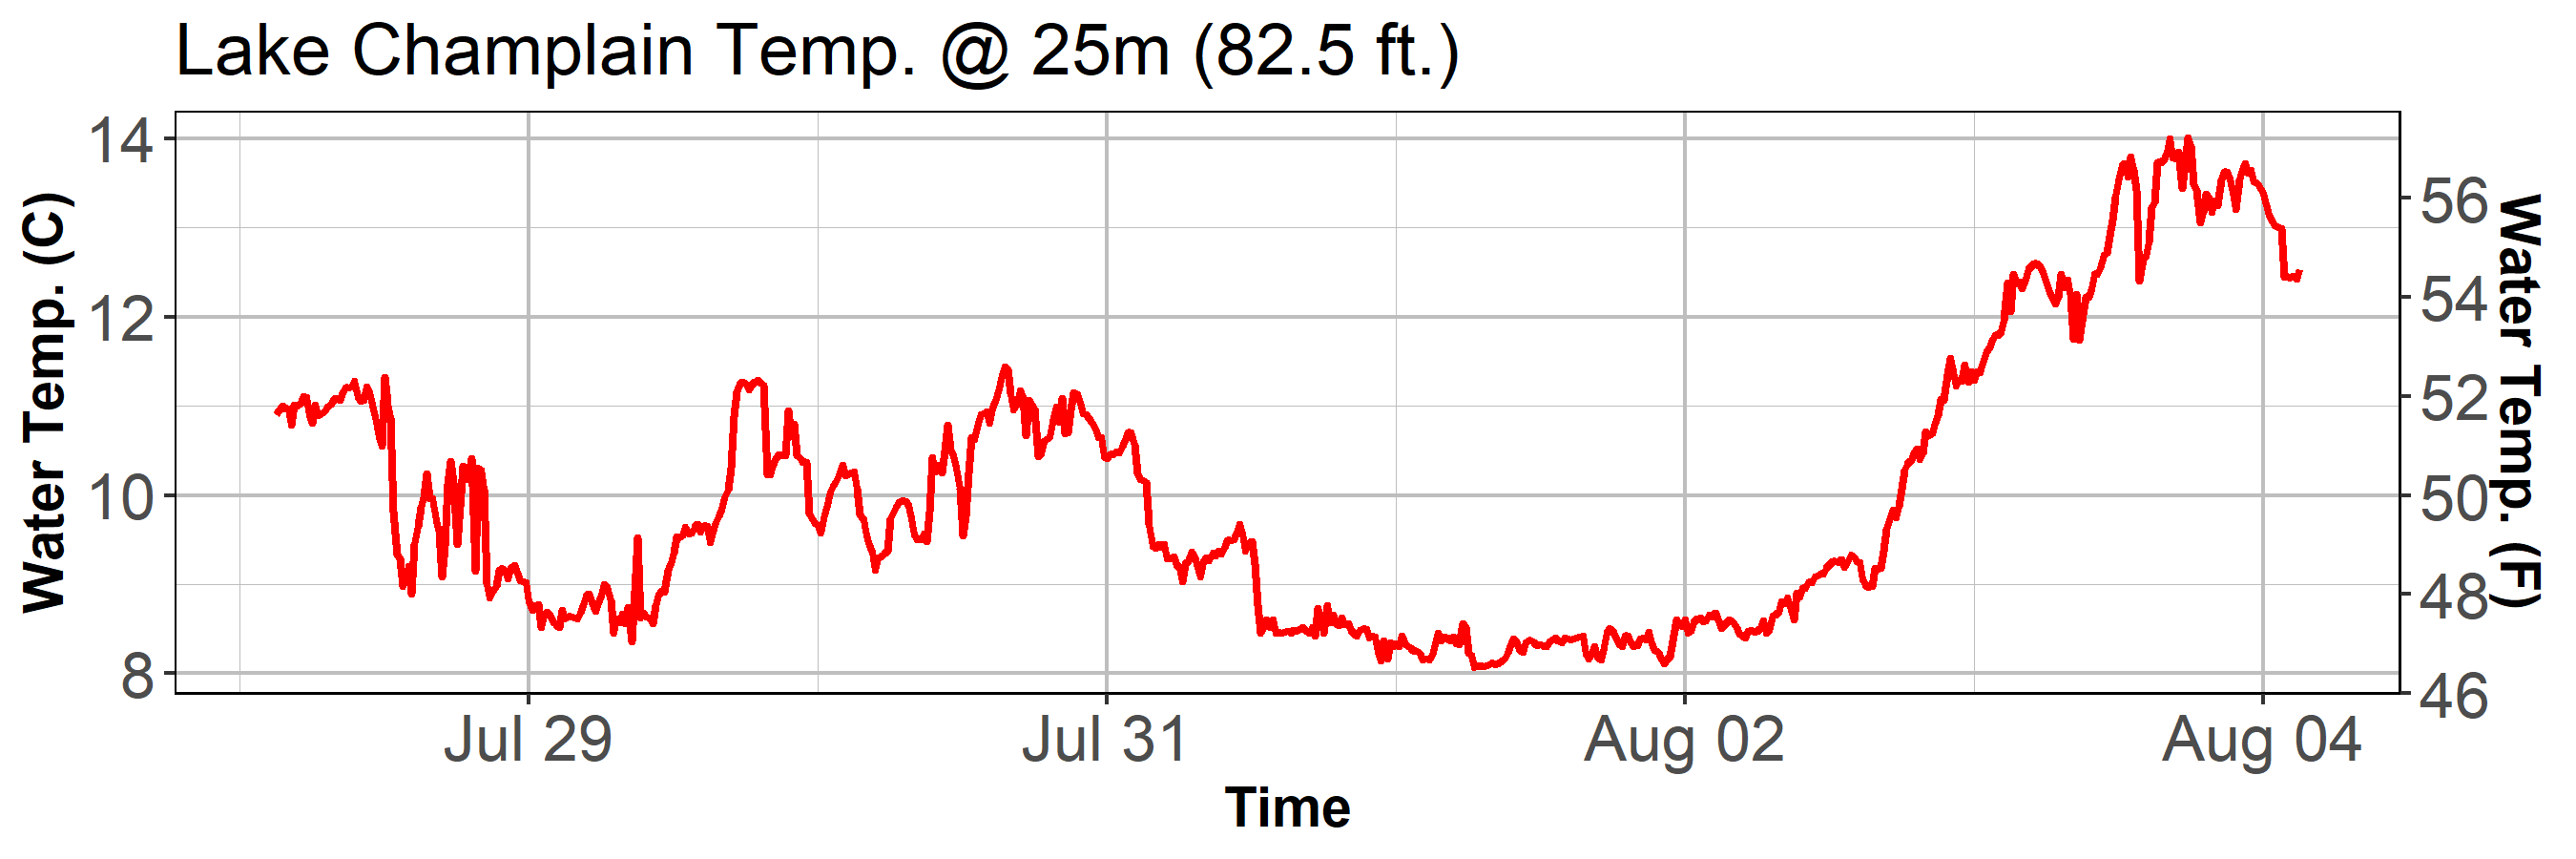 Lake Champlain Temp. @ 25m (82.5 ft.)
Water Temp. (C)
14
12
10
8
56
54
52
50
48
46
Water Temp. (F)
Jul 29 Jul 31 Aug 02 Aug 04
Time